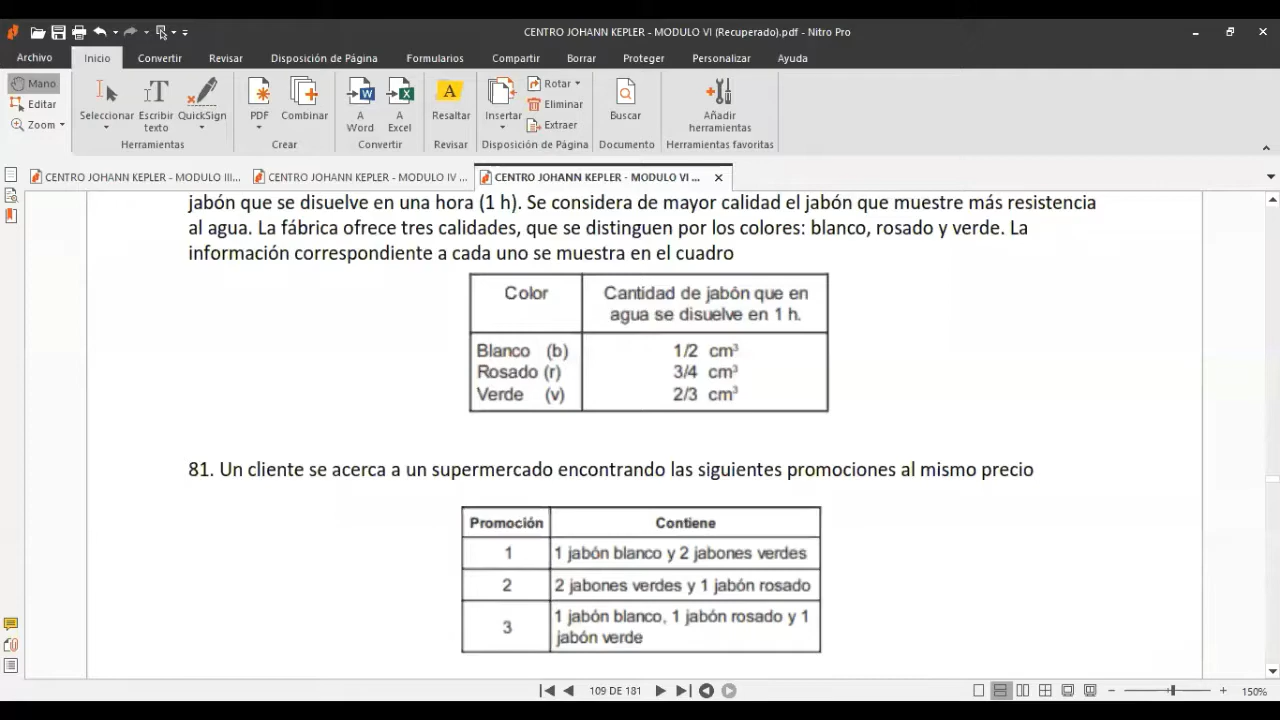 CENTRO JOHANN KEPLER - MODULO VI (Recuperado).pdf - Nitro Pro
Archivo Inicio Convertir Revisar Disposición de Página Formularios Compartir Borrar Proteger Personalizar Ayuda
Mano
Editar
Zoom
Seleccionar
Escribir texto
QuickSign
Herramientas
PDF
Combinar
Crear
A Word
A Excel
Convertir
Resaltar
Revisar
Insertar
Rotar
Eliminar
Extraer
Disposición de Página
Buscar
Documento
Añadir herramientas
Herramientas favoritas
CENTRO JOHANN KEPLER - MODULO III...
CENTRO JOHANN KEPLER - MODULO IV ...
CENTRO JOHANN KEPLER - MODULO VI ...
jabón que se disuelve en una hora (1 h). Se considera de mayor calidad el jabón que muestre más resistencia
al agua. La fábrica ofrece tres calidades, que se distinguen por los colores: blanco, rosado y verde. La
información correspondiente a cada uno se muestra en el cuadro
Color
Cantidad de jabón que en
agua se disuelve en 1 h.
Blanco (b) 1/2 cm³
Rosado (r) 3/4 cm³
Verde (v) 2/3 cm³
81. Un cliente se acerca a un supermercado encontrando las siguientes promociones al mismo precio
Promoción Contiene
1 1 jabón blanco y 2 jabones verdes
2 2 jabones verdes y 1 jabón rosado
3 1 jabón blanco, 1 jabón rosado y 1
jabón verde
109 DE 181
150%